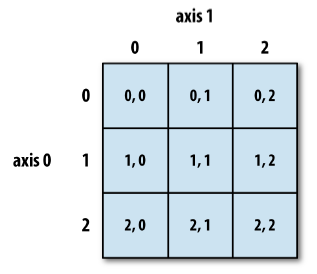 axis 1
0 1 2
0 0, 0 0, 1 0, 2
axis 0 1 1, 0 1, 1 1, 2
2 2, 0 2, 1 2, 2